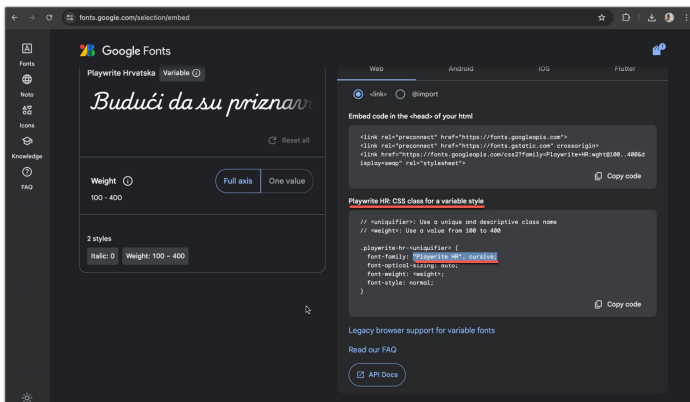 fonts.google.com/selection/embed
Google Fonts
Fonts
Noto
Icons
Knowledge
FAQ
Playwrite Hrvatska Variable
Budući da su priznan
Reset all
Weight
Full axis One value
100 - 400
2 styles
Italic: 0 Weight: 100 – 400
Web Android iOS Flutter
<link> @import
Embed code in the <head> of your html
<link rel="preconnect" href="https://fonts.googleapis.com">
<link rel="preconnect" href="https://fonts.gstatic.com" crossorigin>
<link href="https://fonts.googleapis.com/css2?family=Playwrite+HR:wght@100..400&d
isplay=swap" rel="stylesheet">
Copy code
Playwrite HR: CSS class for a variable style
// <uniquifier>: Use a unique and descriptive class name
// <weight>: Use a value from 100 to 400
.playwrite-hr-<uniquifier> {
font-family: "Playwrite HR", cursive;
font-optical-sizing: auto;
font-weight: <weight>;
font-style: normal;
}
Copy code
Legacy browser support for variable fonts
Read our FAQ
API Docs